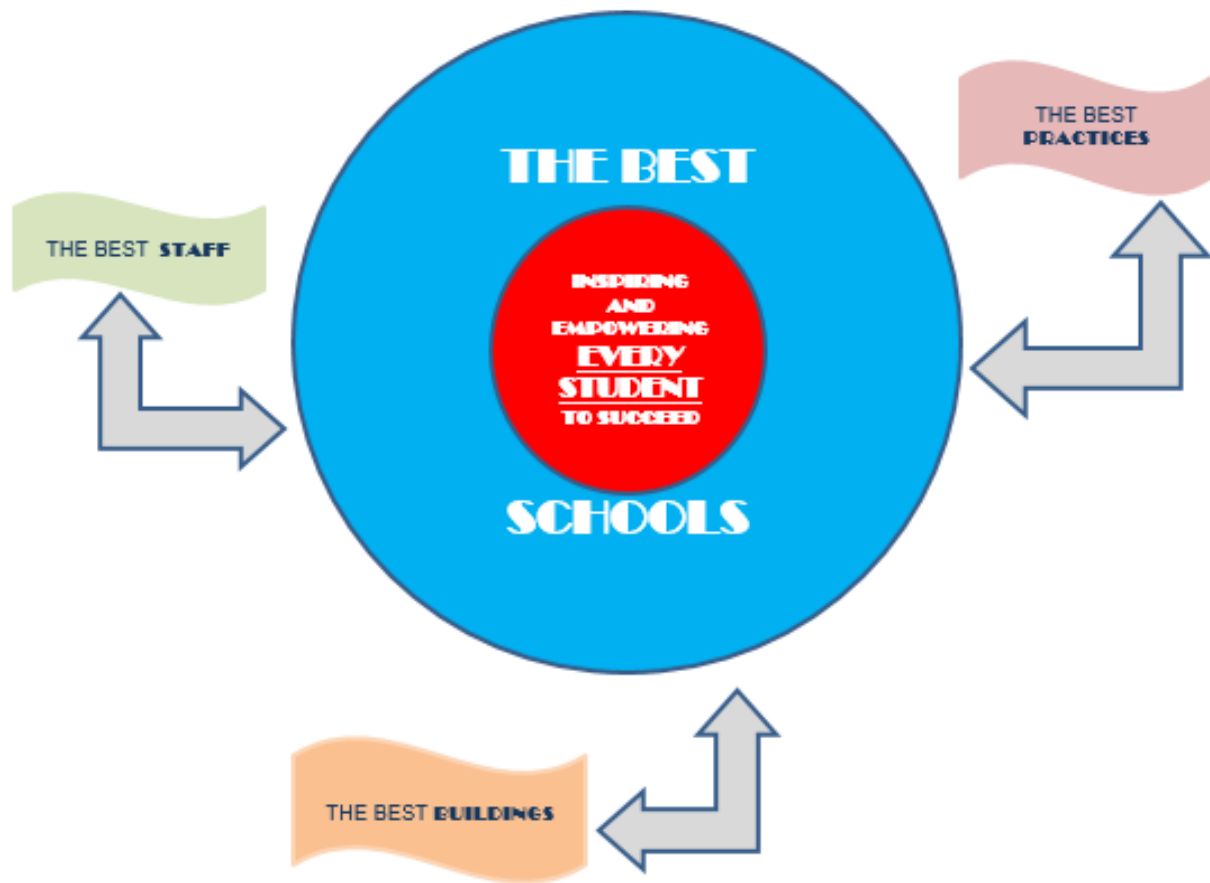 THE BEST
PRACTICES
THE BEST
THE BEST STAFF
INSPIRING
AND
EMPOWERING
EVERY
STUDENT
TO SUCCEED
SCHOOLS
THE BEST BUILDINGS